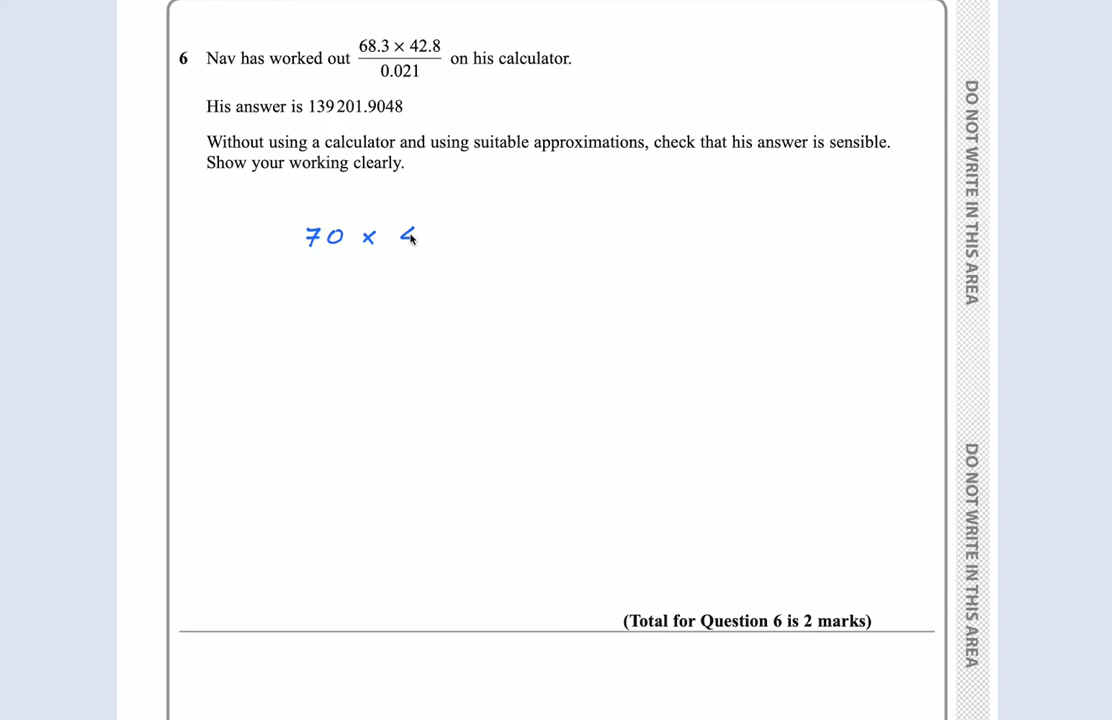 6 Nav has worked out 68.3 × 42.8 / 0.021 on his calculator.
His answer is 139 201.9048
Without using a calculator and using suitable approximations, check that his answer is sensible.
Show your working clearly.
70 ×
(Total for Question 6 is 2 marks)
DO NOT WRITE IN THIS AREA
DO NOT WRITE IN THIS AREA